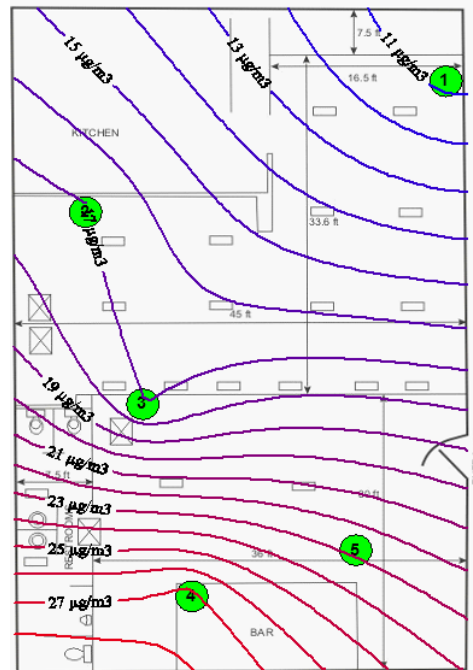 15 µg/m3
13 µg/m3
11 µg/m3
7.5 ft
16.5 ft
1
KITCHEN
2
17 µg/m3
33.6 ft
45 ft
3
19 µg/m3
21 µg/m3
7.5 ft
23 µg/m3
30 ft
RESTROOMS
25 µg/m3
36 ft
5
27 µg/m3
4
BAR